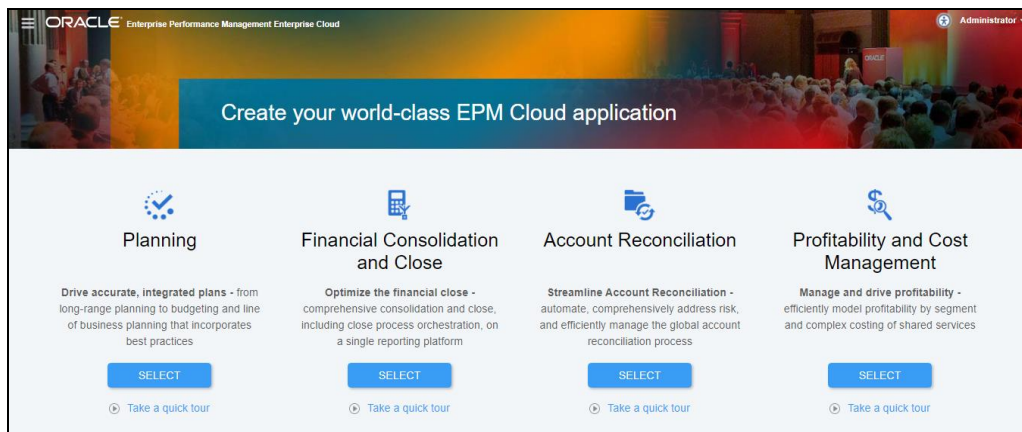 ORACLE Enterprise Performance Management Enterprise Cloud
Administrator
ORACLE
Create your world-class EPM Cloud application
Planning
Drive accurate, integrated plans - from
long-range planning to budgeting and line
of business planning that incorporates
best practices
SELECT
Take a quick tour
Financial Consolidation
and Close
Optimize the financial close -
comprehensive consolidation and close,
including close process orchestration, on
a single reporting platform
SELECT
Take a quick tour
Account Reconciliation
Streamline Account Reconciliation -
automate, comprehensively address risk,
and efficiently manage the global account
reconciliation process
SELECT
Take a quick tour
Profitability and Cost
Management
Manage and drive profitability -
efficiently model profitability by segment
and complex costing of shared services
SELECT
Take a quick tour